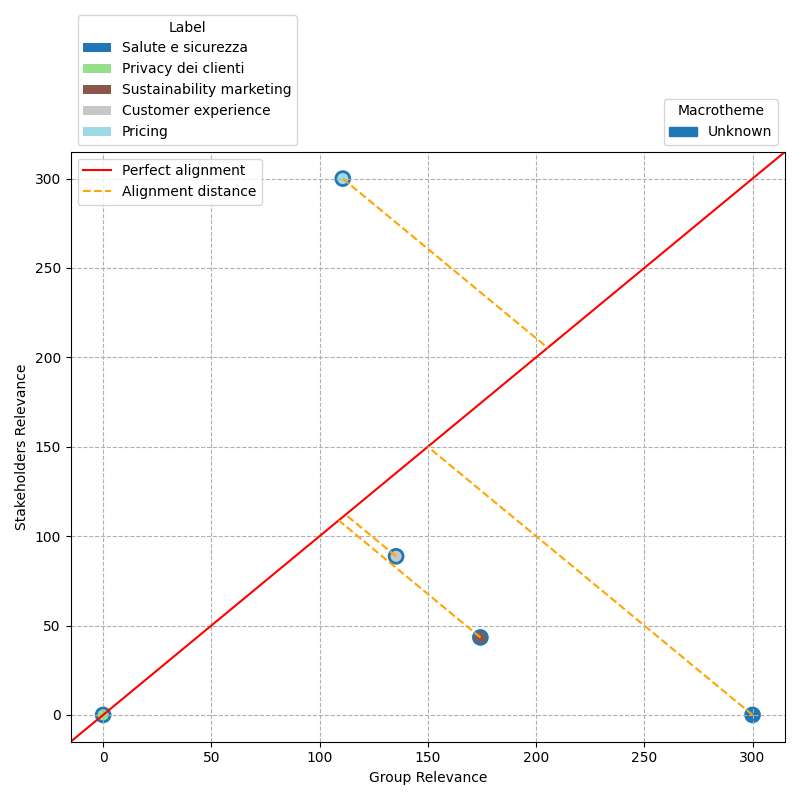 Label
Salute e sicurezza
Privacy dei clienti
Sustainability marketing
Customer experience
Pricing
Macrotheme
Unknown
Perfect alignment
Alignment distance
300
250
200
150
100
50
0
Stakeholders Relevance
0 50 100 150 200 250 300
Group Relevance